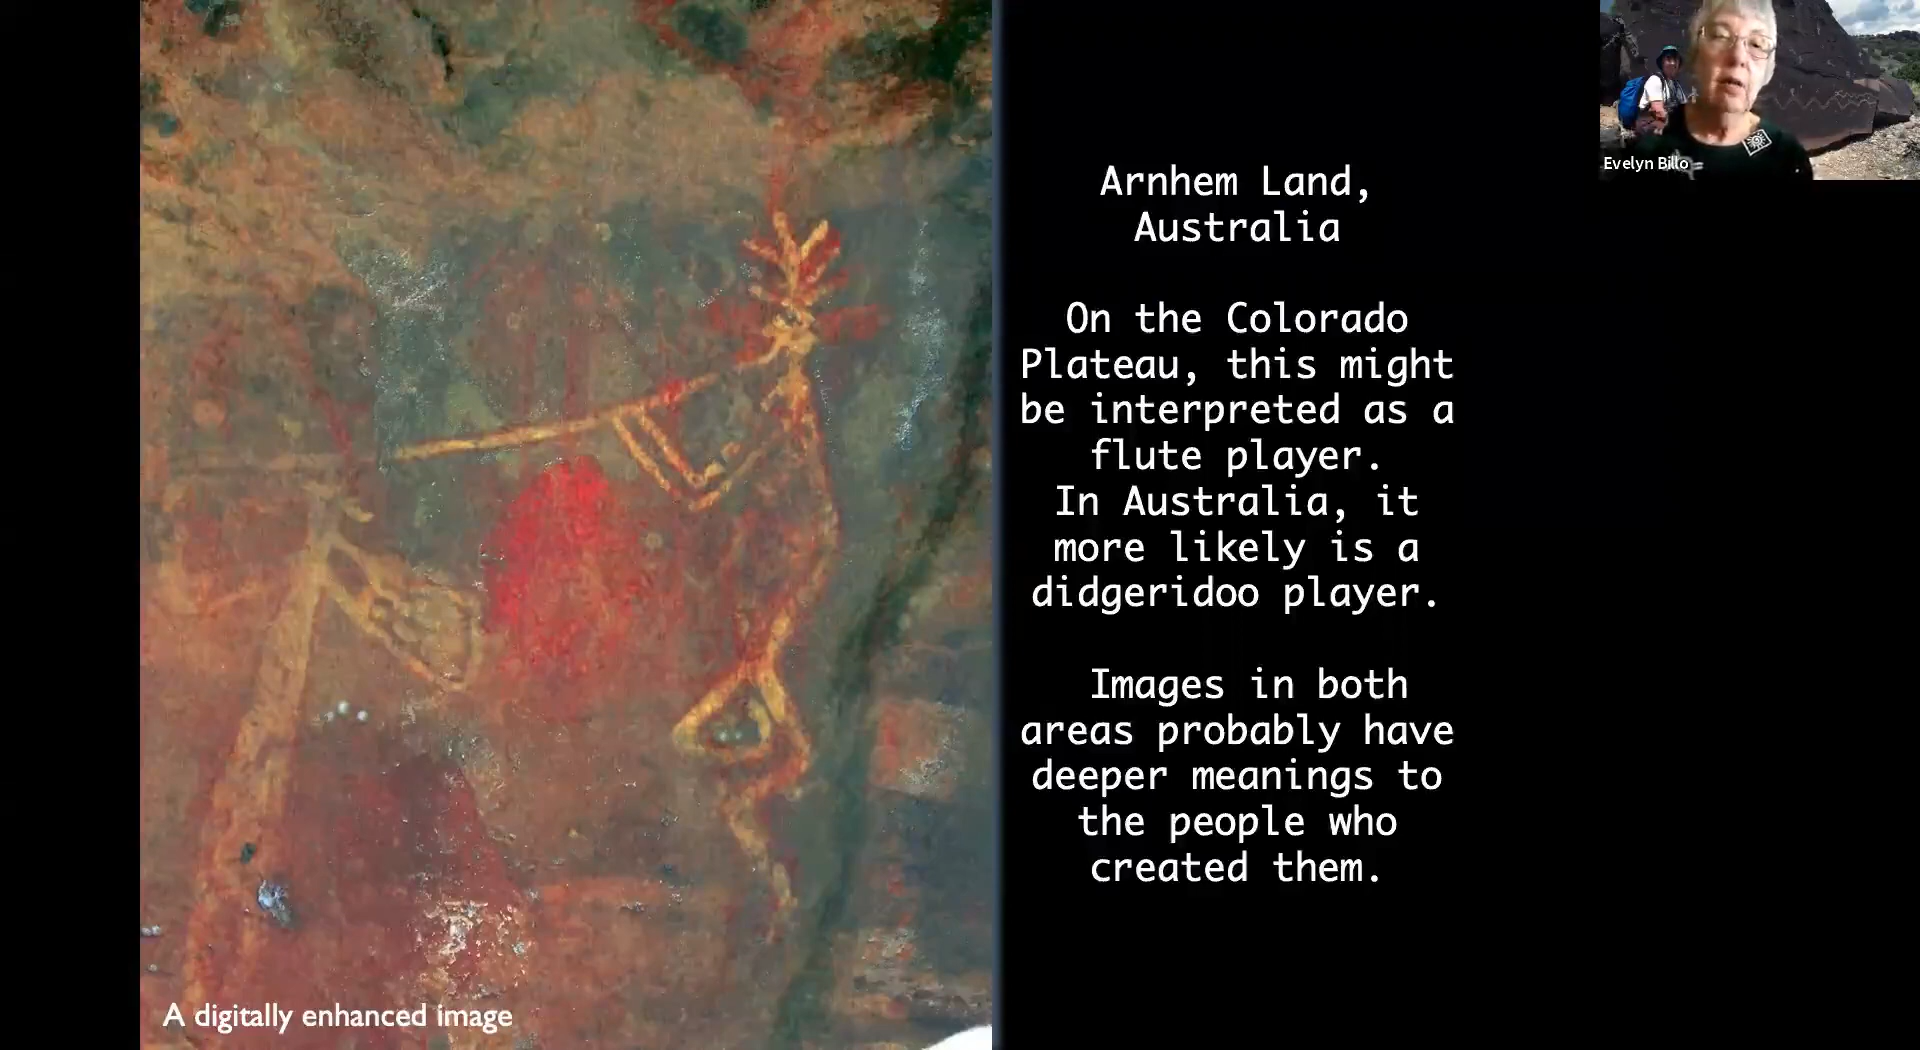 Arnhem Land,
Australia
On the Colorado
Plateau, this might
be interpreted as a
flute player.
In Australia, it
more likely is a
didgeridoo player.
Images in both
areas probably have
deeper meanings to
the people who
created them.
A digitally enhanced image
Evelyn Billo